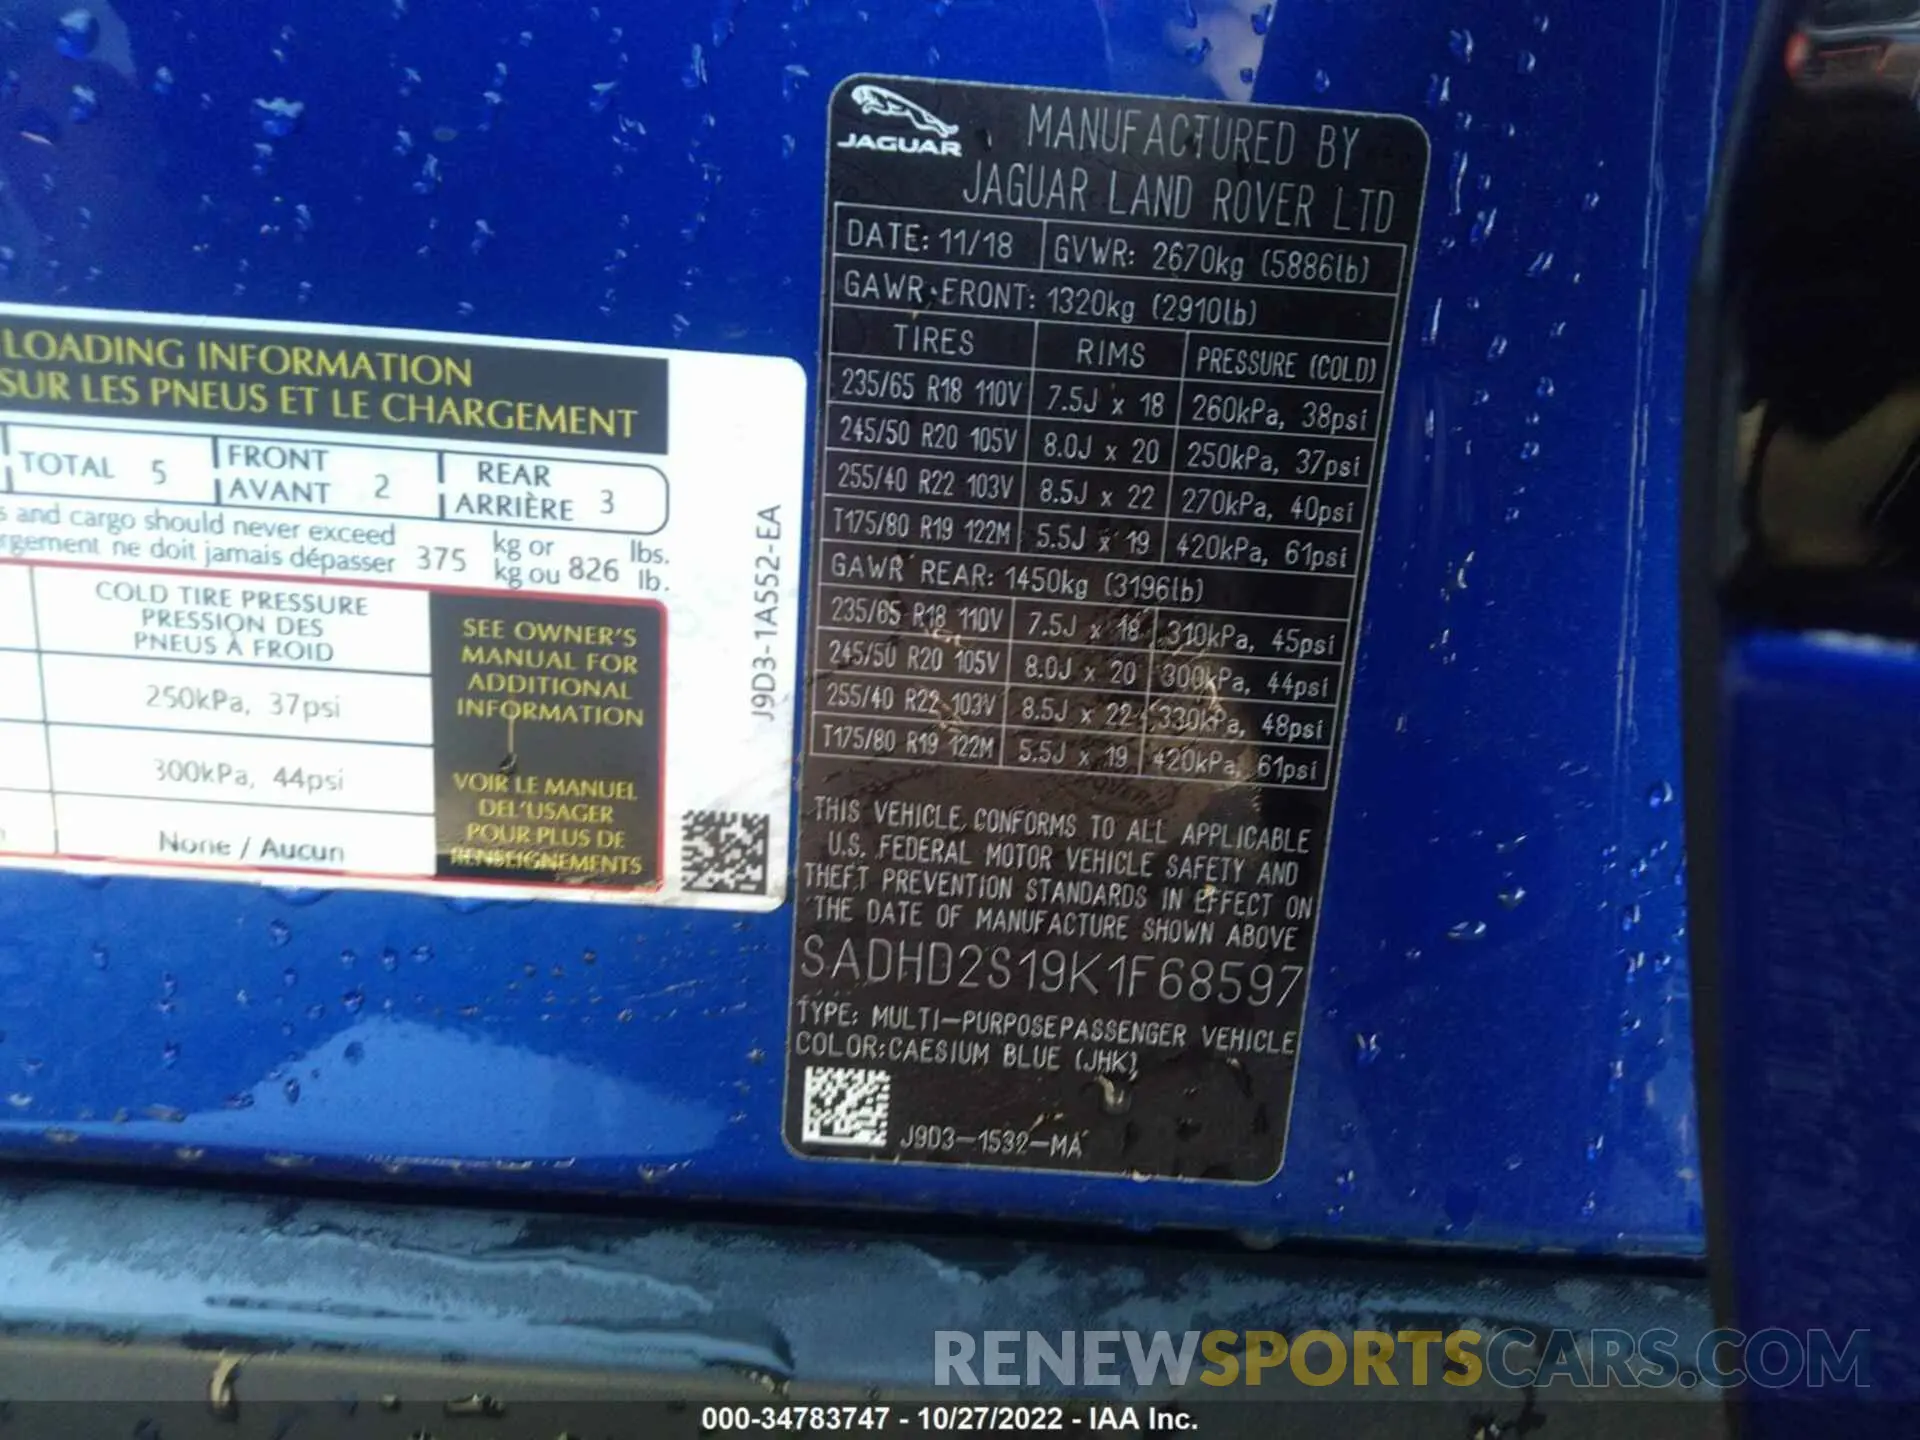 LOADING INFORMATION
SUR LES PNEUS ET LE CHARGEMENT
TOTAL 5
FRONT
AVANT 2
REAR
ARRIÈRE 3
and cargo should never exceed
ne doit jamais dépasser
375 kg or
kg ou 826 lbs.
lb.
COLD TIRE PRESSURE
PRESSION DES
PNEUS À FROID
250kPa, 37psi
300kPa, 44psi
None / Aucun
SEE OWNER'S
MANUAL FOR
ADDITIONAL
INFORMATION
VOIR LE MANUEL
DEL'USAGER
POUR PLUS DE
RENSEIGNEMENTS
J9D3-1A552-EA
JAGUAR
MANUFACTURED BY
JAGUAR LAND ROVER LTD
DATE: 11/18 GVWR: 2670kg (5886lb)
GAWR FRONT: 1320kg (2910lb)
TIRES RIMS PRESSURE (COLD)
235/65 R18 110V 7.5J x 18 260kPa, 38psi
245/50 R20 105V 8.0J x 20 250kPa, 37psi
255/40 R22 103V 8.5J x 22 270kPa, 40psi
T175/80 R19 122M 5.5J x 19 420kPa, 61psi
GAWR REAR: 1450kg (3196lb)
235/65 R18 110V 7.5J x 18 310kPa, 45psi
245/50 R20 105V 8.0J x 20 300kPa, 44psi
255/40 R22 103V 8.5J x 22 330kPa, 48psi
T175/80 R19 122M 5.5J x 19 420kPa, 61psi
THIS VEHICLE CONFORMS TO ALL APPLICABLE
U.S. FEDERAL MOTOR VEHICLE SAFETY AND
THEFT PREVENTION STANDARDS IN EFFECT ON
THE DATE OF MANUFACTURE SHOWN ABOVE
SADHD2S19K1F68597
TYPE: MULTI-PURPOSEPASSENGER VEHICLE
COLOR:CAESIUM BLUE (JHK)
J9D3-1532-MA
RENEWSPORTSCARS.COM
000-34783747 - 10/27/2022 - IAA Inc.